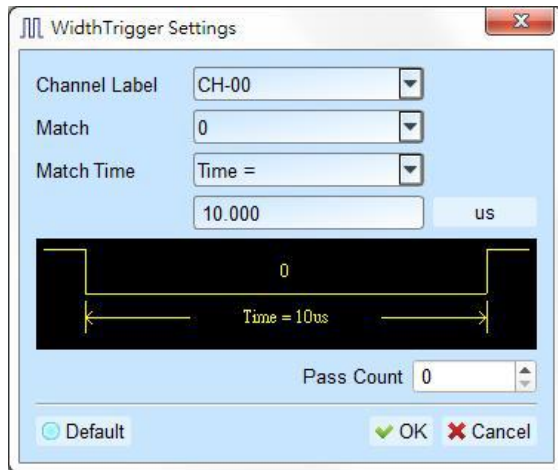 WidthTrigger Settings
Channel Label CH-00
Match 0
Match Time Time =
10.000 us
0
Time = 10us
Pass Count 0
Default OK Cancel